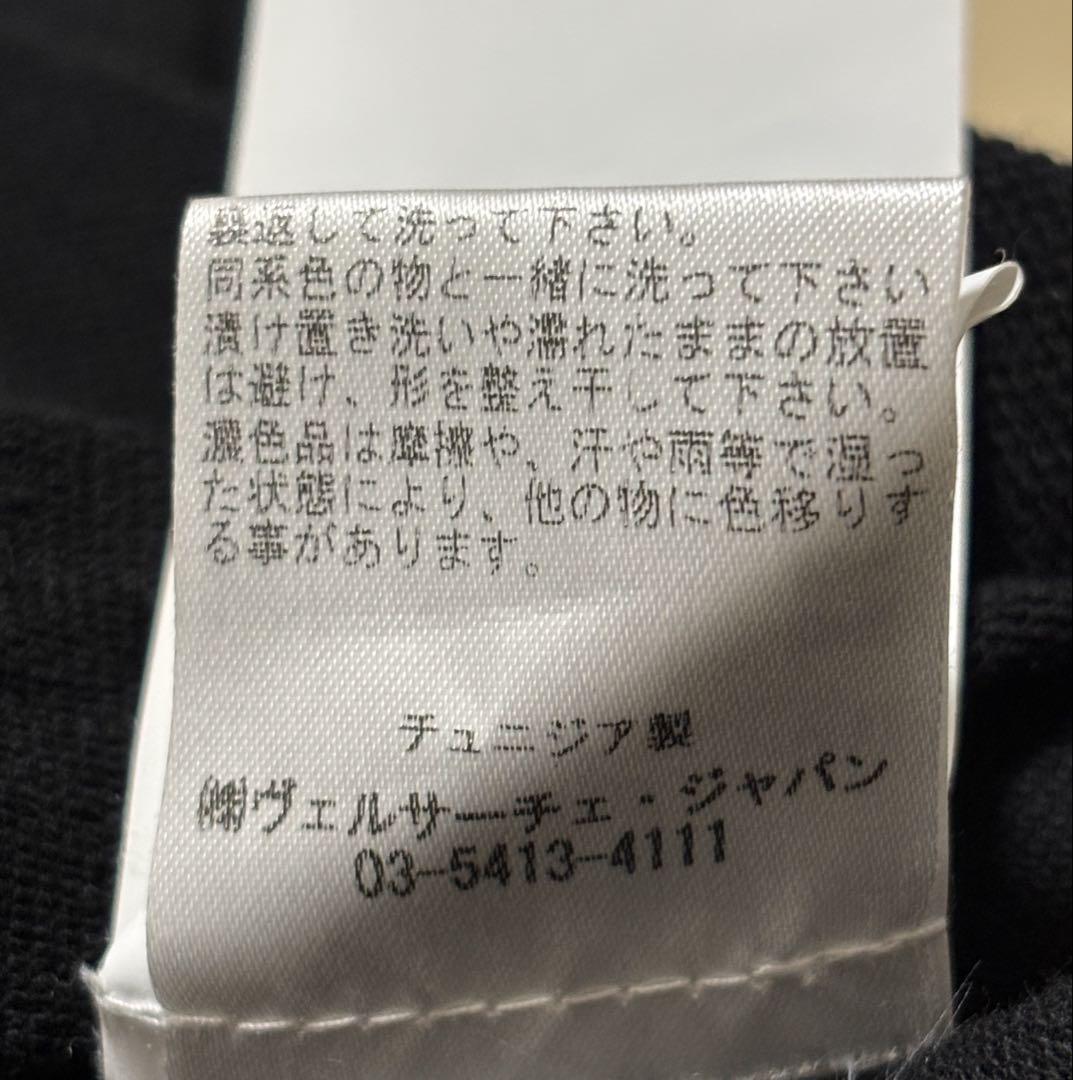 裏返して洗って下さい。
同系色の物と一緒に洗って下さい
漬け置き洗いや濡れたままの放置
は避け、形を整え干して下さい。
濃色品は摩擦や、汗や雨等で湿っ
た状態により、他の物に色移りす
る事があります。
チュニジア製
㈱ヴェルサーチェ・ジャパン
03-5413-4111